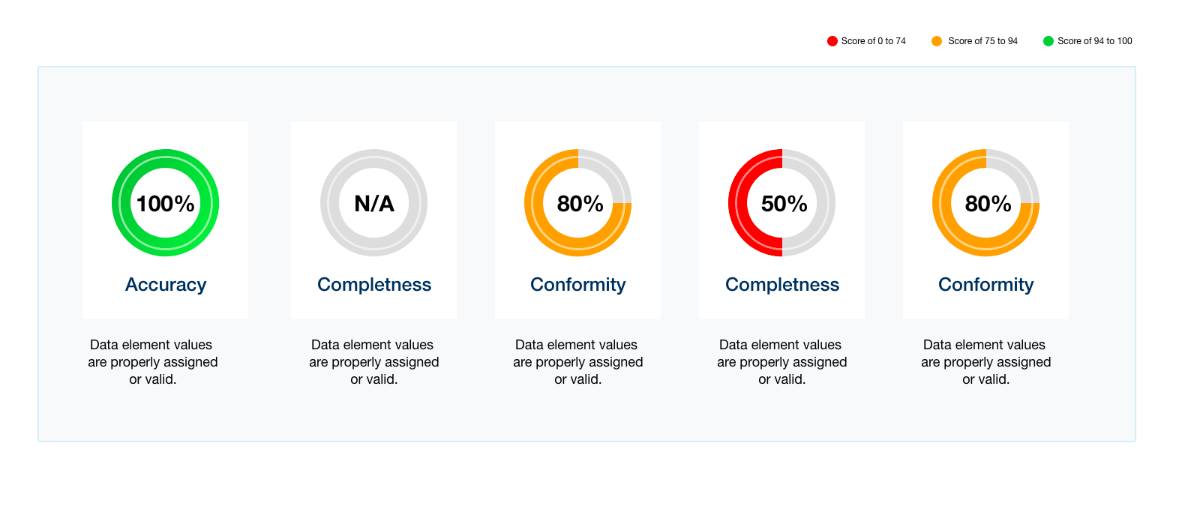 Score of 0 to 74
Score of 75 to 94
Score of 94 to 100
100%
Accuracy
Data element values
are properly assigned
or valid.
N/A
Completness
Data element values
are properly assigned
or valid.
80%
Conformity
Data element values
are properly assigned
or valid.
50%
Completness
Data element values
are properly assigned
or valid.
80%
Conformity
Data element values
are properly assigned
or valid.